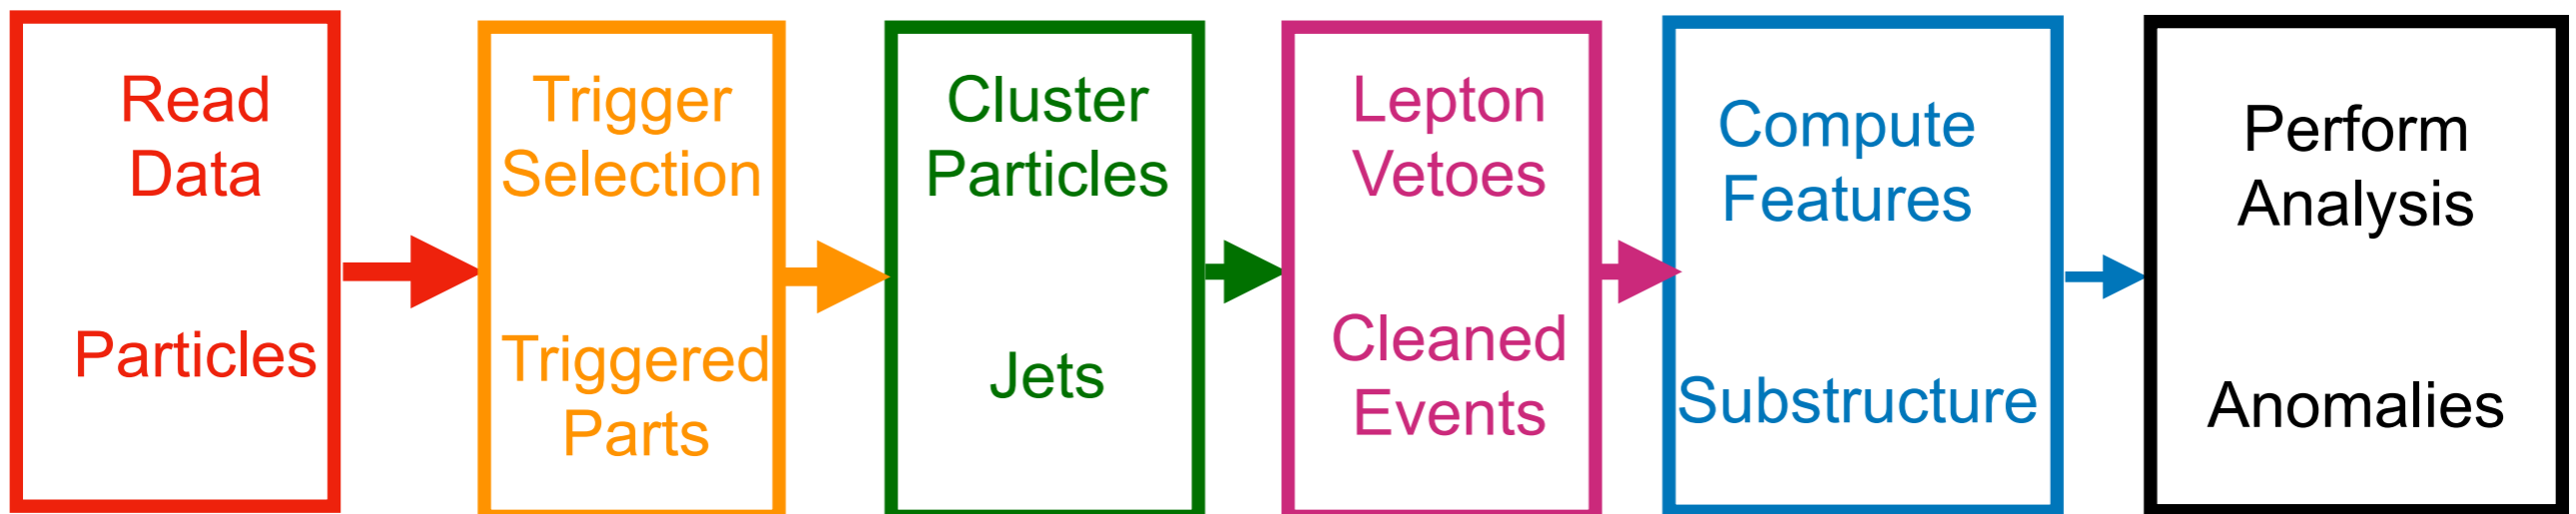 Read
Data
Particles
Trigger
Selection
Triggered
Parts
Cluster
Particles
Jets
Lepton
Vetoes
Cleaned
Events
Compute
Features
Substructure
Perform
Analysis
Anomalies